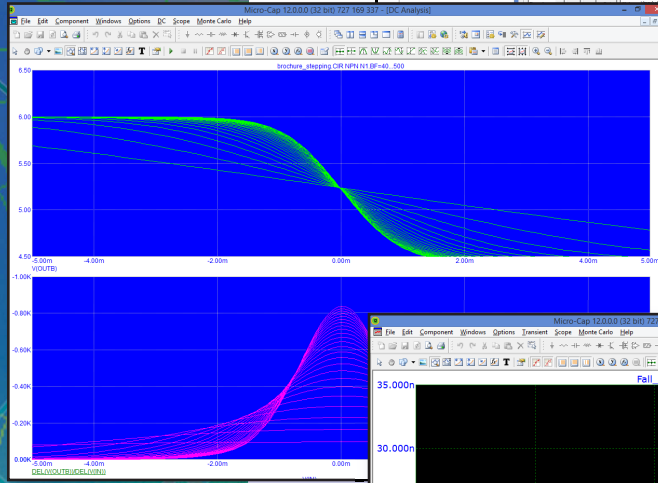 Micro-Cap 12.0.0.0 (32 bit) 727 169 337 - [DC Analysis]
File Edit Component Windows Options DC Scope Monte Carlo Help
brochure_stepping.CIR NPN N1.BF=40...500
6.50
6.00
5.50
5.00
4.50
-5.00m -4.00m -2.00m 0.00m 2.00m 4.00m 5.00m
V(OUTB)
-1.00K
-0.80K
-0.60K
-0.40K
-0.20K
0.00K
-5.00m -4.00m -2.00m 0.00m
DEL(V(OUTB))/DEL(V(IN))
Micro-Cap 12.0.0.0 (32 bit) 727
File Edit Component Windows Options Transient Scope Monte Carlo Help
Fall_
35.000n
30.000n